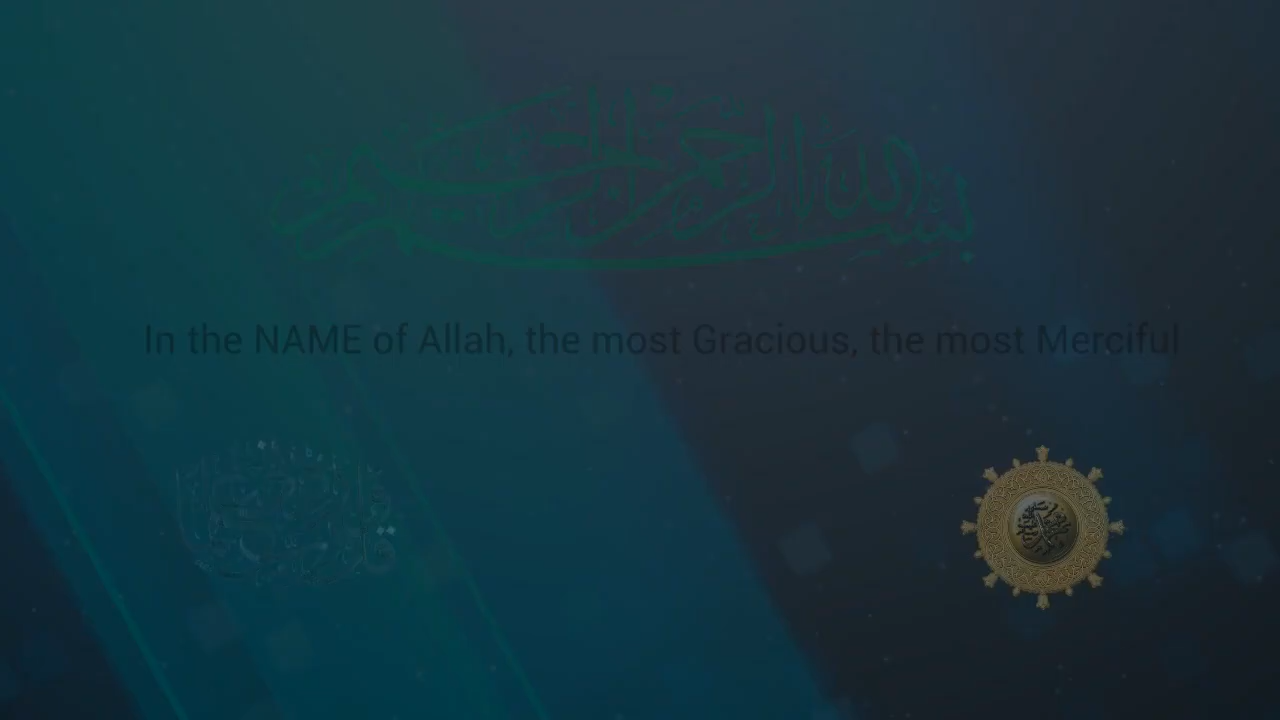 بسم الله الرحمن الرحيم
In the NAME of Allah, the most Gracious, the most Merciful